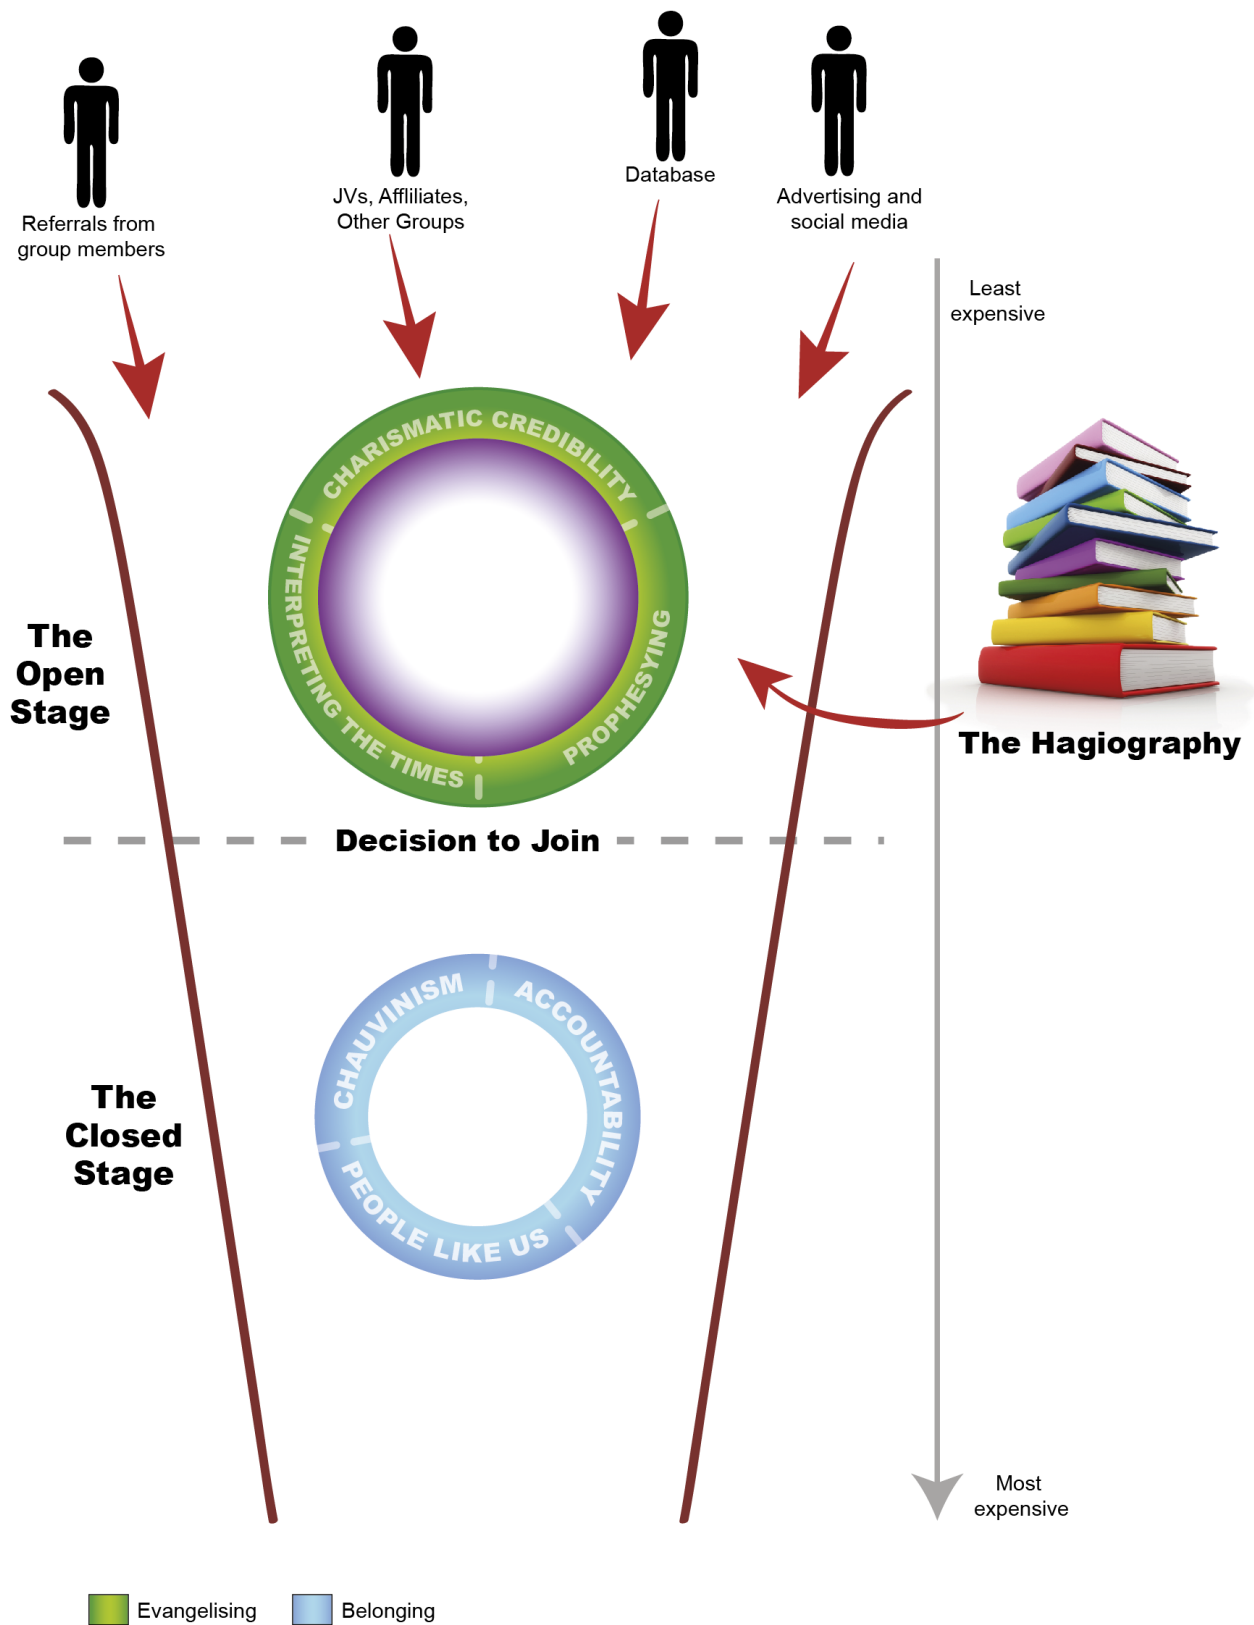 Referrals from
group members
JVs, Affliliates,
Other Groups
Database
Advertising and
social media
Least
expensive
CHARISMATIC CREDIBILITY
INTERPRETING THE TIMES
PROPHESYING
The
Open
Stage
The Hagiography
Decision to Join
CHAUVINISM
ACCOUNTABILITY
PEOPLE LIKE US
The
Closed
Stage
Most
expensive
Evangelising
Belonging